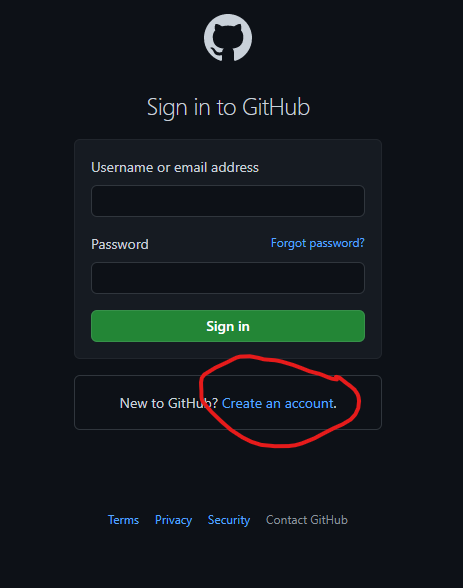 Sign in to GitHub
Username or email address
Password Forgot password?
Sign in
New to GitHub? Create an account.
Terms Privacy Security Contact GitHub